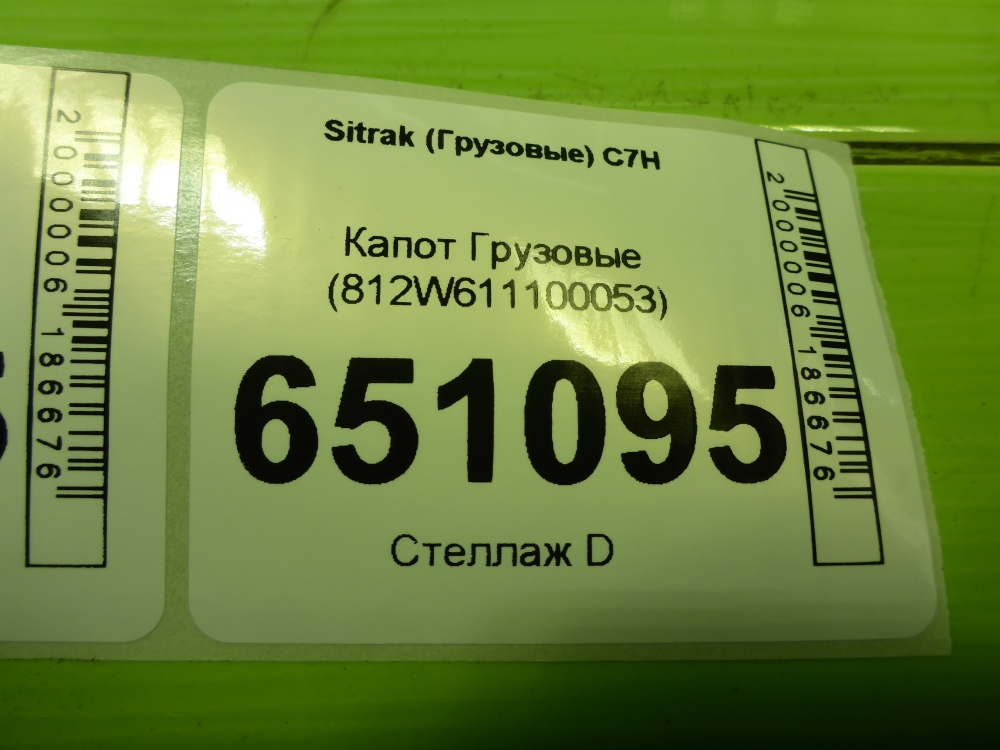 2000006186676
Sitrak (Грузовые) C7H
Капот Грузовые
(812W611100053)
651095
Стеллаж D
2000006186676